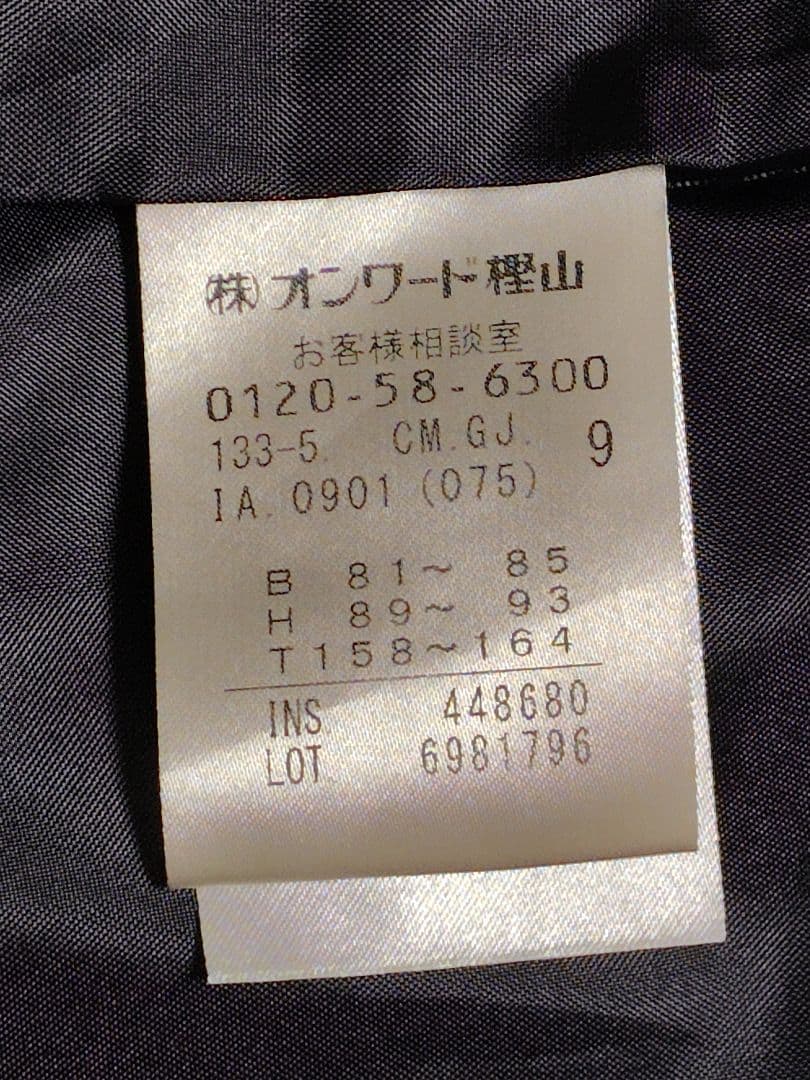 ㈱オンワード樫山
お客様相談室
0120-58-6300
133-5. CM.GJ. 9
IA.0901(075)
B 81～ 85
H 89～ 93
T158～164
INS. 448680
LOT 6981796